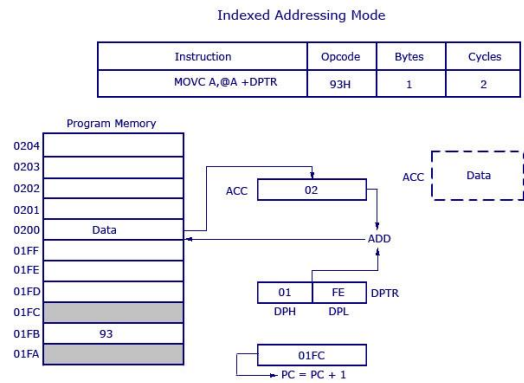 Indexed Addressing Mode
Instruction Opcode Bytes Cycles
MOVC A,@A +DPTR 93H 1 2
Program Memory
0204
0203
0202
0201
0200 Data
01FF
01FE
01FD
01FC
01FB 93
01FA
ACC 02
ACC Data
ADD
01 FE DPTR
DPH DPL
01FC
PC = PC + 1